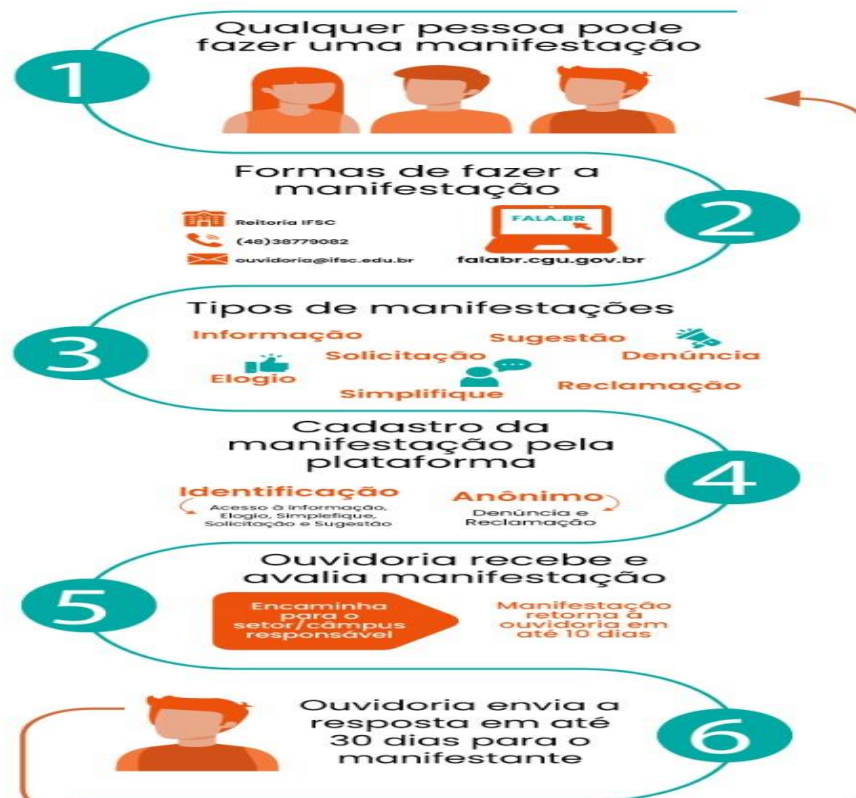 1
Qualquer pessoa pode
fazer uma manifestação
2
Formas de fazer a
manifestação
Reitoria IFSC
(48)38779082
ouvidoria@ifsc.edu.br
FALA.BR
falabr.cgu.gov.br
3
Tipos de manifestações
Informação
Sugestão
Solicitação
Denúncia
Elogio
Simplifique
Reclamação
4
Cadastro da
manifestação pela
plataforma
Identificação
Acesso à informação,
Elogio, Simplefique,
Solicitação e Sugestão
Anônimo
Denúncia e
Reclamação
5
Ouvidoria recebe e
avalia manifestação
Encaminha
para o
setor/câmpus
responsável
Manifestação
retorna à
ouvidoria em
até 10 dias
6
Ouvidoria envia a
resposta em até
30 dias para o
manifestante